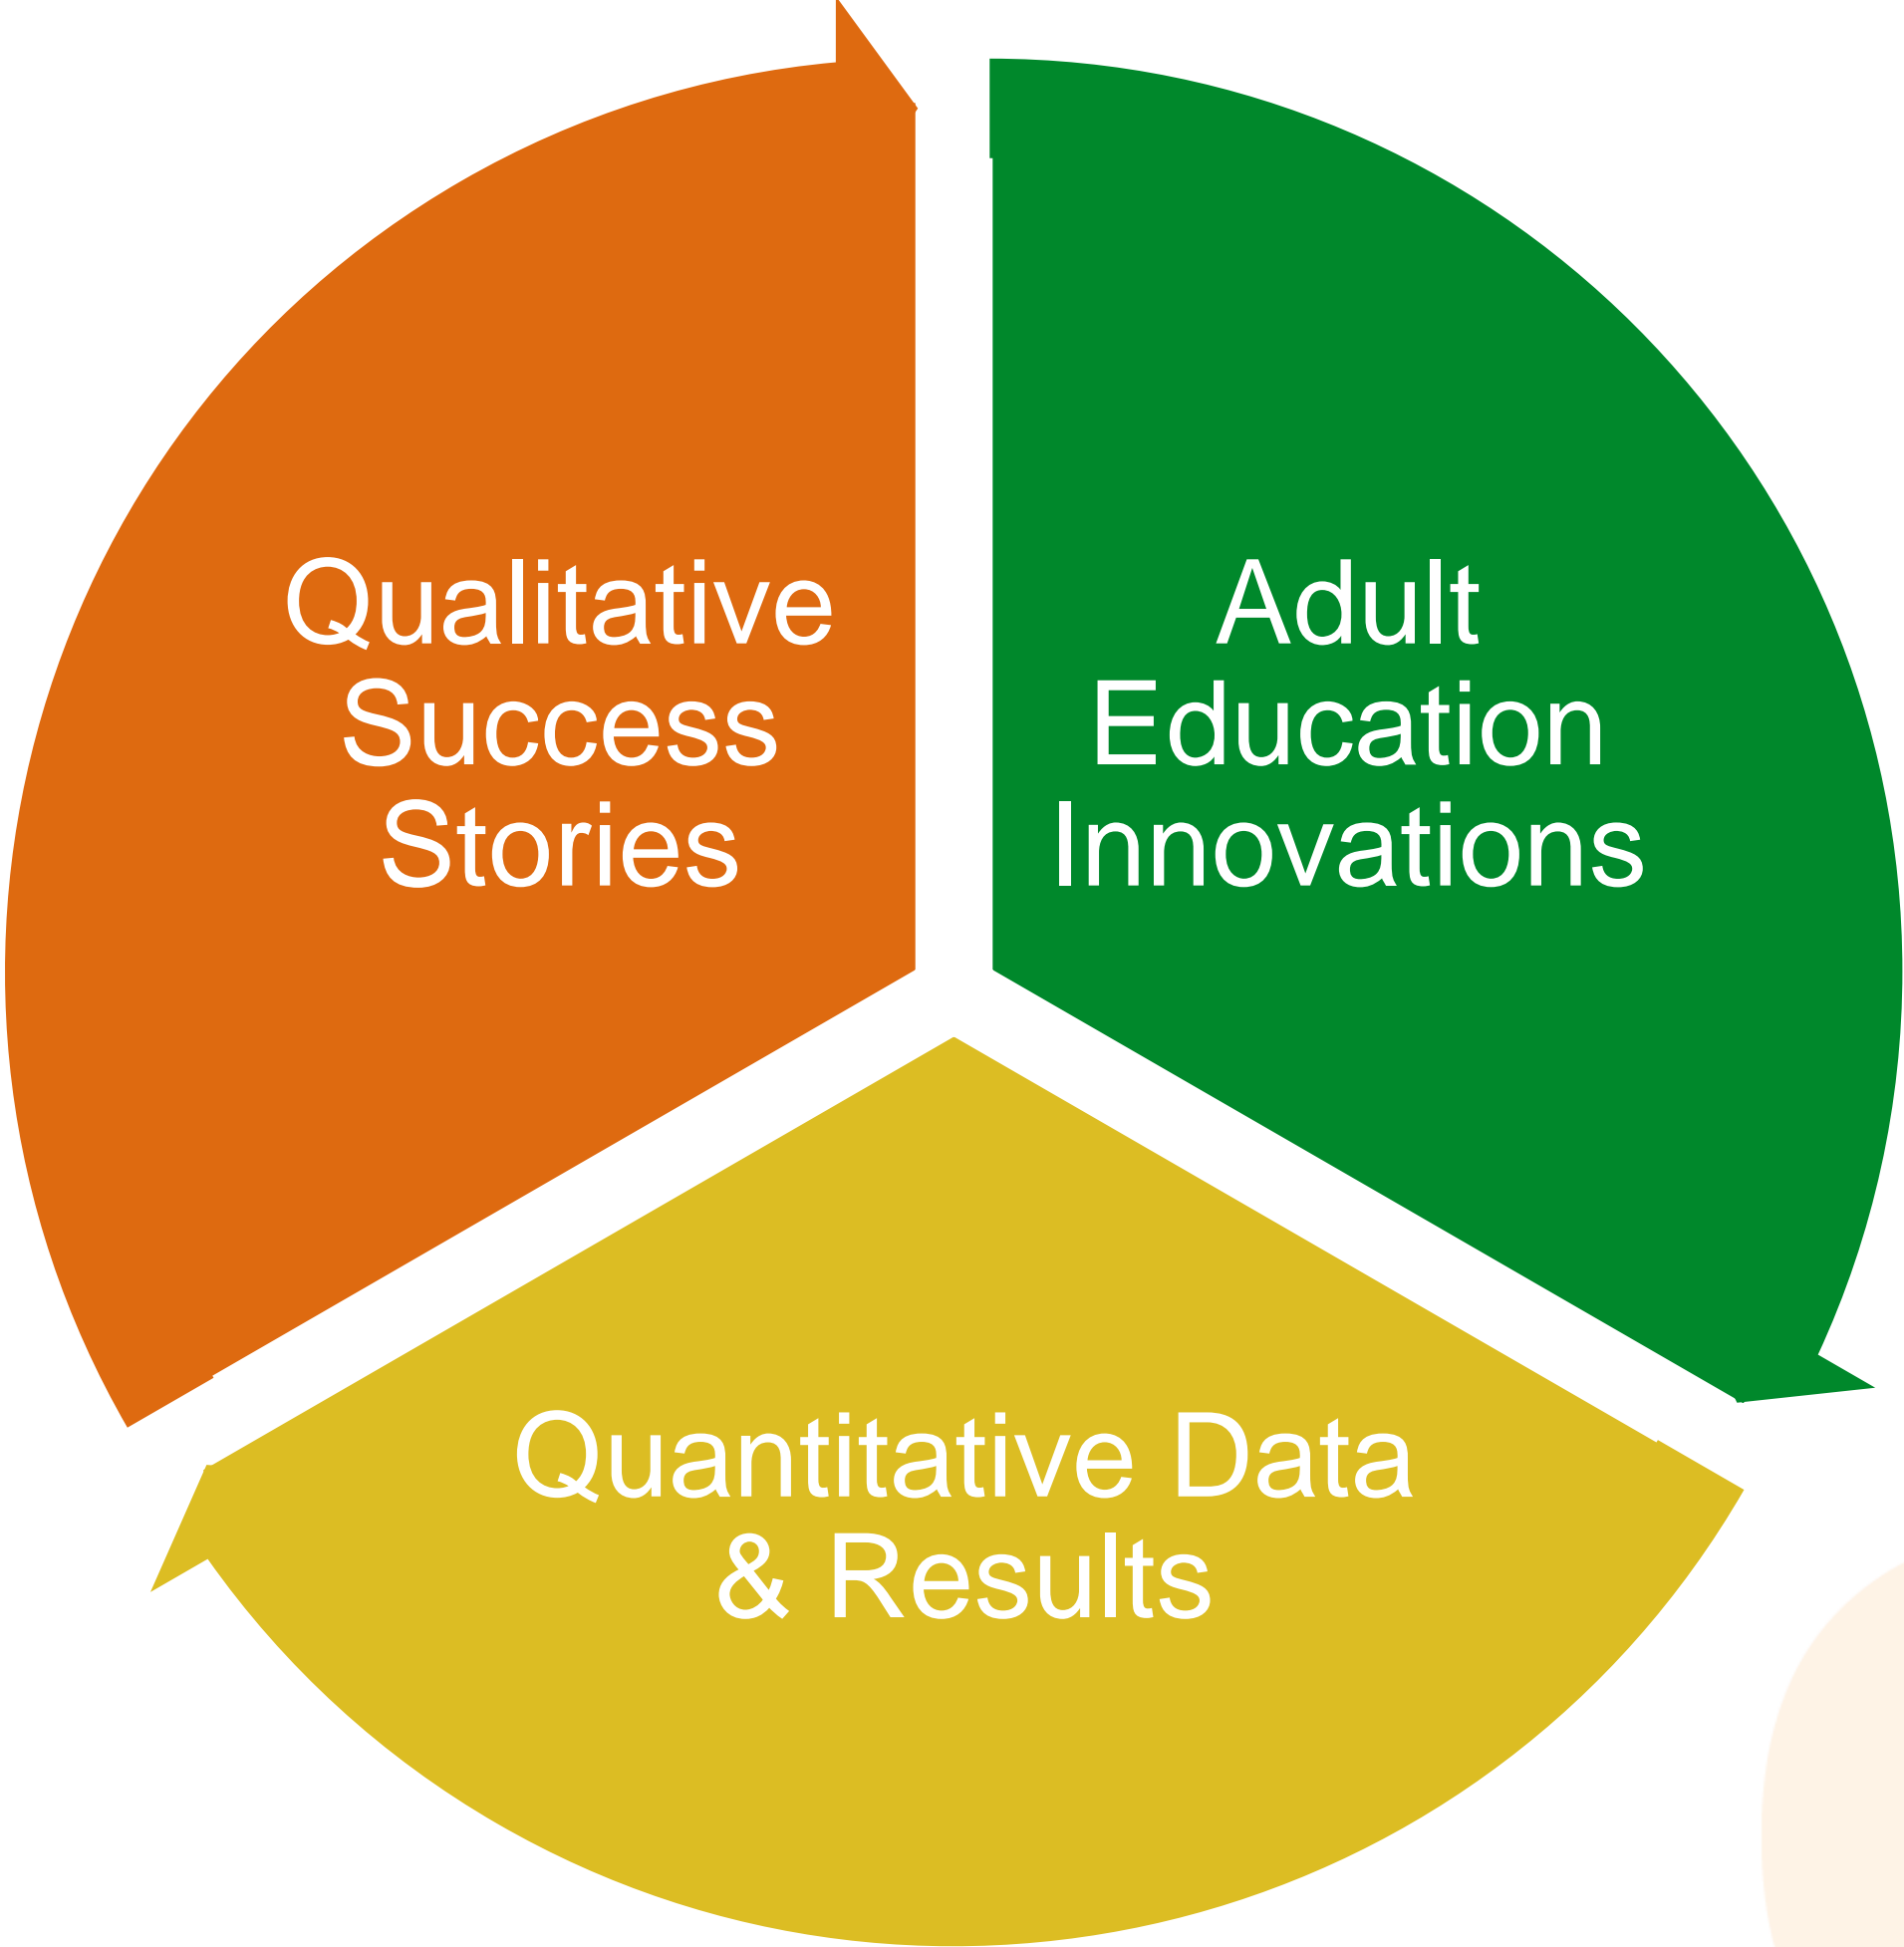 Qualitative
Success
Stories
Adult
Education
Innovations
Quantitative Data
& Results